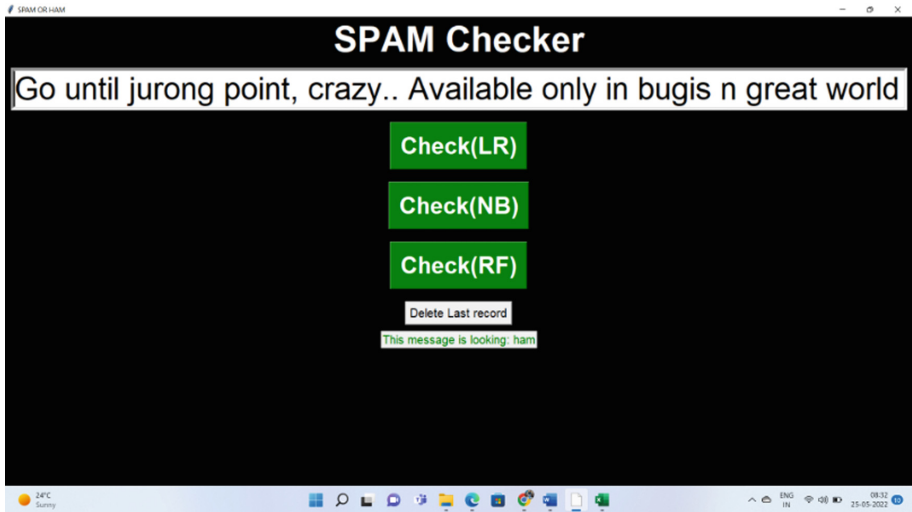 SPAM OR HAM
SPAM Checker
Go until jurong point, crazy.. Available only in bugis n great world
Check(LR)
Check(NB)
Check(RF)
Delete Last record
This message is looking: ham
24°C
Sunny
ENG
IN
08:32
25-05-2022
10